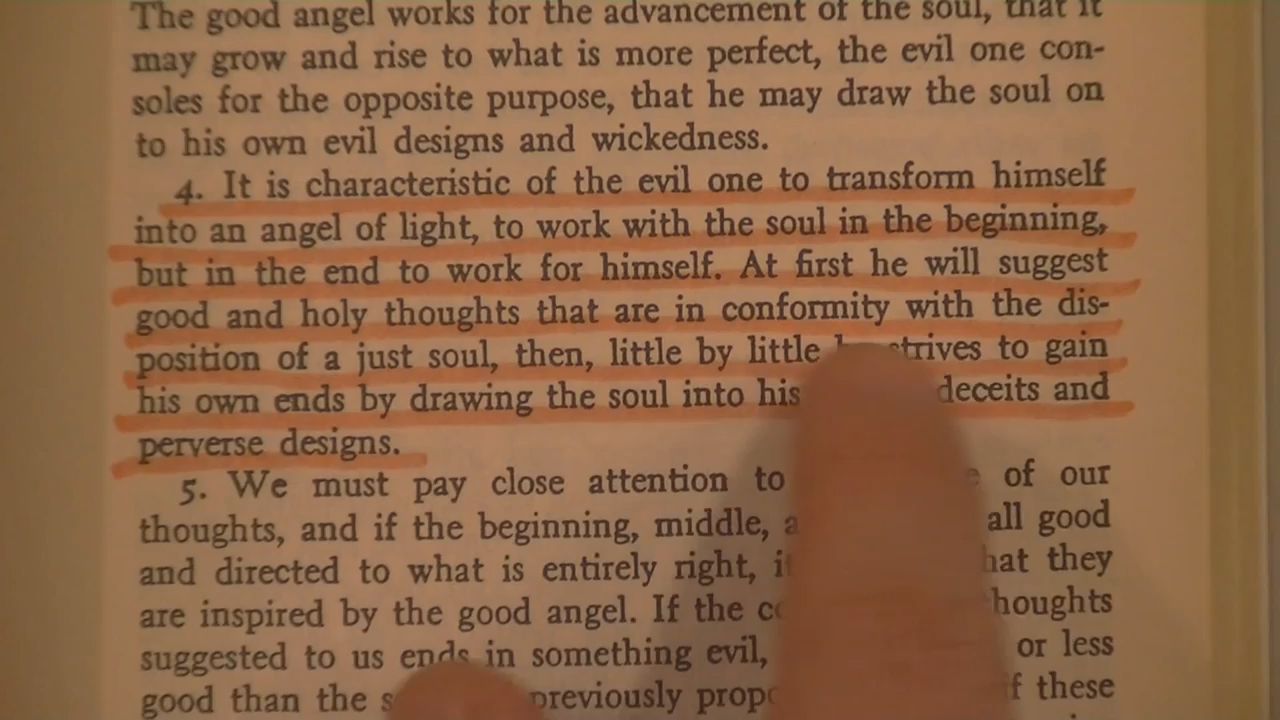 The good angel works for the advancement of the soul, that it
may grow and rise to what is more perfect, the evil one con-
soles for the opposite purpose, that he may draw the soul on
to his own evil designs and wickedness.
4. It is characteristic of the evil one to transform himself
into an angel of light, to work with the soul in the beginning,
but in the end to work for himself. At first he will suggest
good and holy thoughts that are in conformity with the dis-
position of a just soul, then, little by little strives to gain
his own ends by drawing the soul into his deceits and
perverse designs.
5. We must pay close attention to of our
thoughts, and if the beginning, middle, all good
and directed to what is entirely right, that they
are inspired by the good angel. If the thoughts
suggested to us ends in something evil, or less
good than the previously these